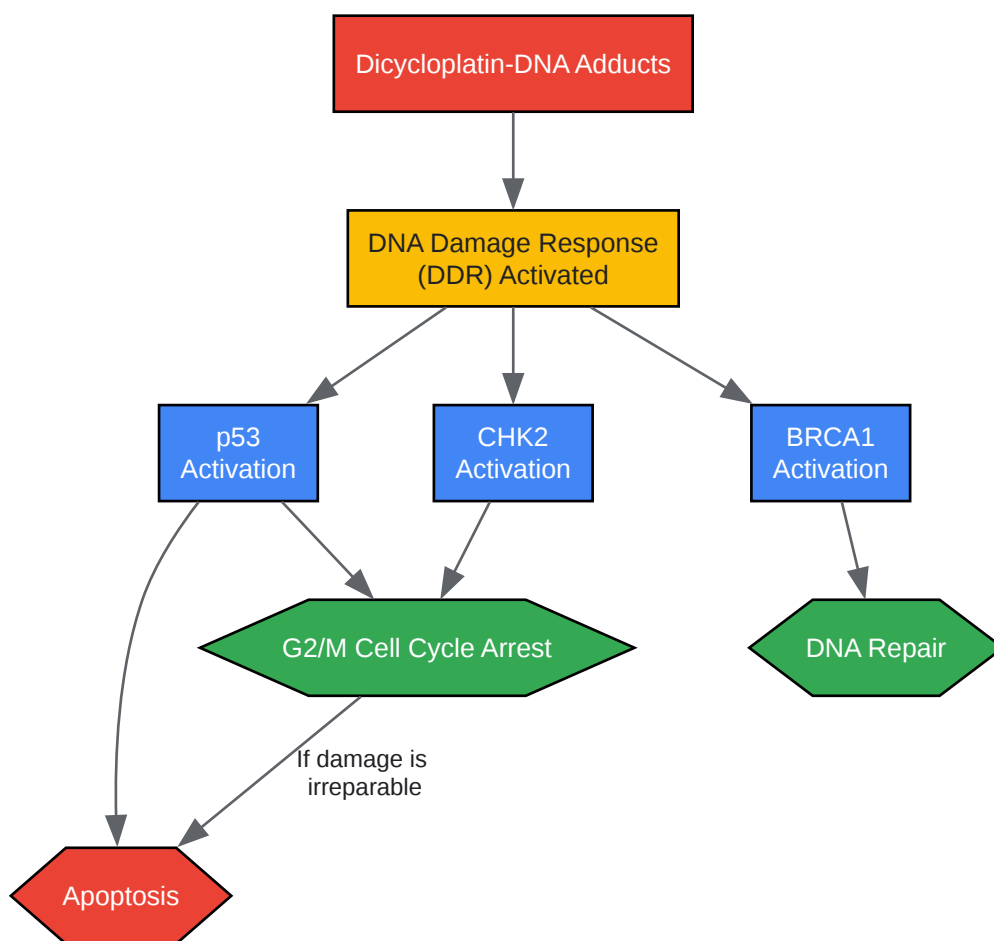 Dicycloplatin-DNA Adducts
DNA Damage Response
(DDR) Activated
p53
Activation
CHK2
Activation
BRCA1
Activation
G2/M Cell Cycle Arrest
DNA Repair
If damage is
irreparable
Apoptosis